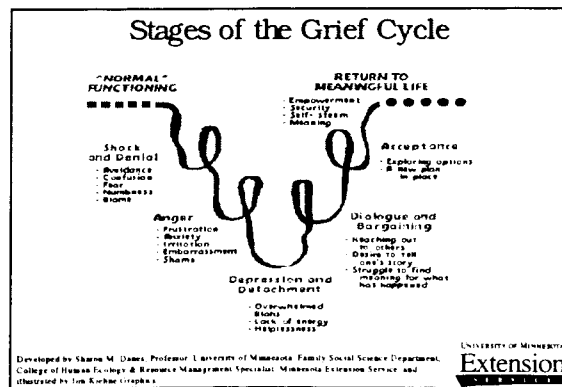 Stages of the Grief Cycle
"NORMAL"
FUNCTIONING
RETURN TO
MEANINGFUL LIFE
- Empowerment
- Security
- Self-steem
- Meaning
Shock
and Denial
- Avoidance
- Confusion
- Fear
- Numbness
- Blame
Acceptance
- Exploring options
- A new plan
in place
Anger
- Frustration
- Anxiety
- Irritation
- Embarrassment
- Shame
Dialogue and
Bargaining
- Reaching out
to others
- Desire to tell
one's story
- Struggle to find
meaning for what
has happened
Depression and
Detachment
- Overwhelmed
- Blahs
- Lack of energy
- Helplessness
Developed by Sharon M. Danes, Professor, University of Minnesota, Family Social Science Department,
College of Human Ecology & Resource Management Specialist, Minnesota Extension Service and
illustrated by Jim Kiehne Graphics
UNIVERSITY OF MINNESOTA
Extension
SERVICE